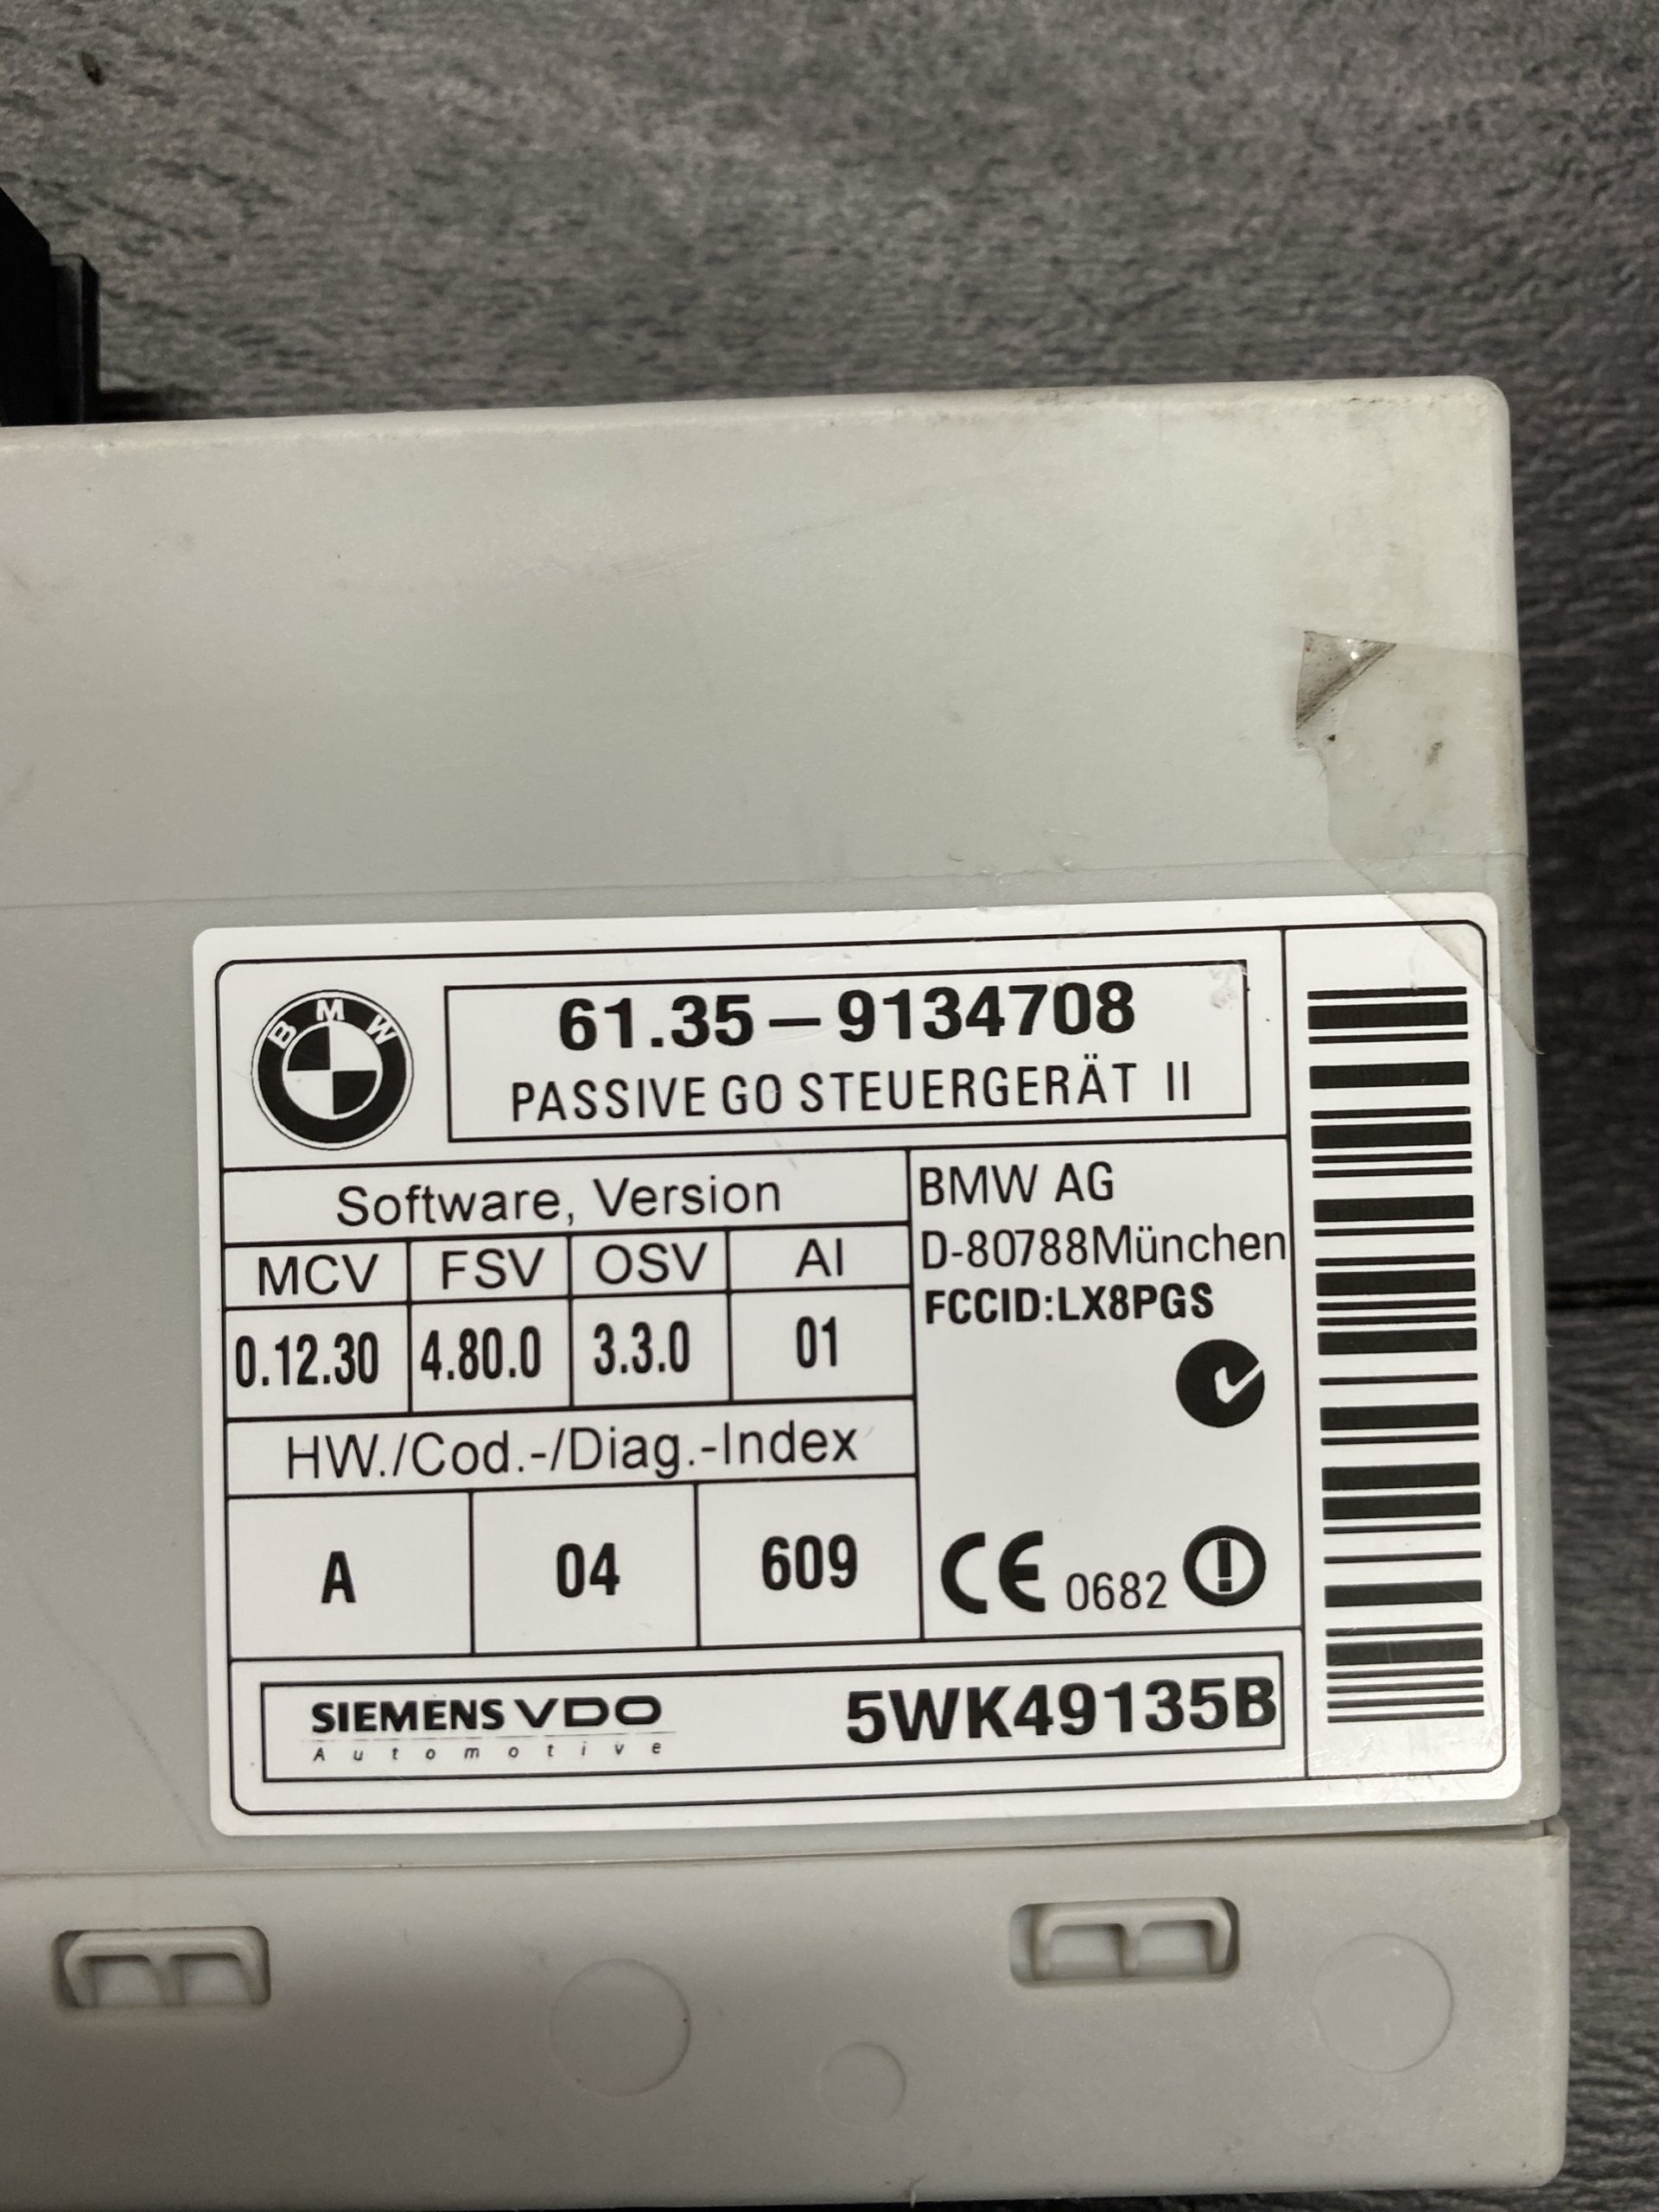 BMW
61.35 – 9134708
PASSIVE GO STEUERGERÄT II
Software, Version
MCV FSV OSV AI
0.12.30 4.80.0 3.3.0 01
HW./Cod.-/Diag.-Index
A 04 609
BMW AG
D-80788München
FCCID:LX8PGS
CE 0682
SIEMENS VDO
Automotive
5WK49135B